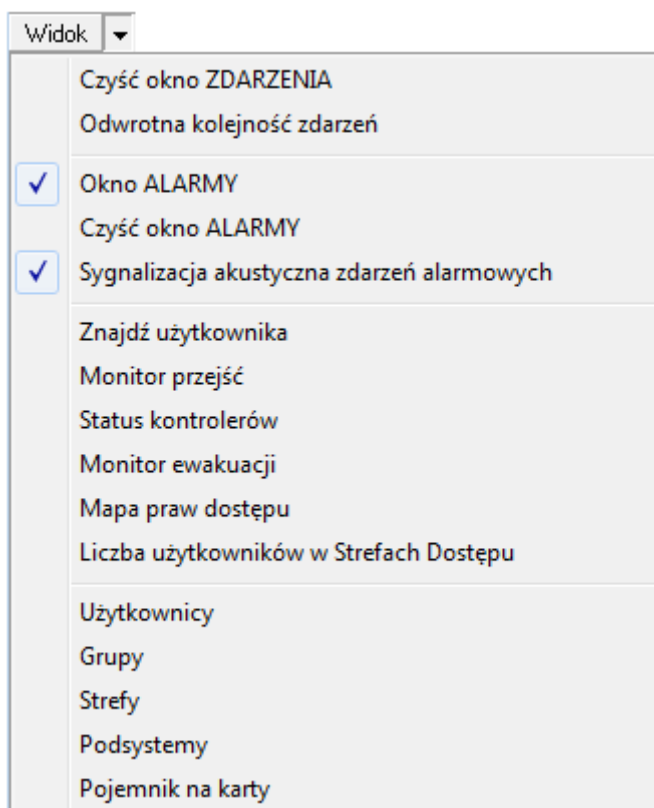 Widok
Czyść okno ZDARZENIA
Odwrotna kolejność zdarzeń
Okno ALARMY
Czyść okno ALARMY
Sygnalizacja akustyczna zdarzeń alarmowych
Znajdź użytkownika
Monitor przejść
Status kontrolerów
Monitor ewakuacji
Mapa praw dostępu
Liczba użytkowników w Strefach Dostępu
Użytkownicy
Grupy
Strefy
Podsystemy
Pojemnik na karty